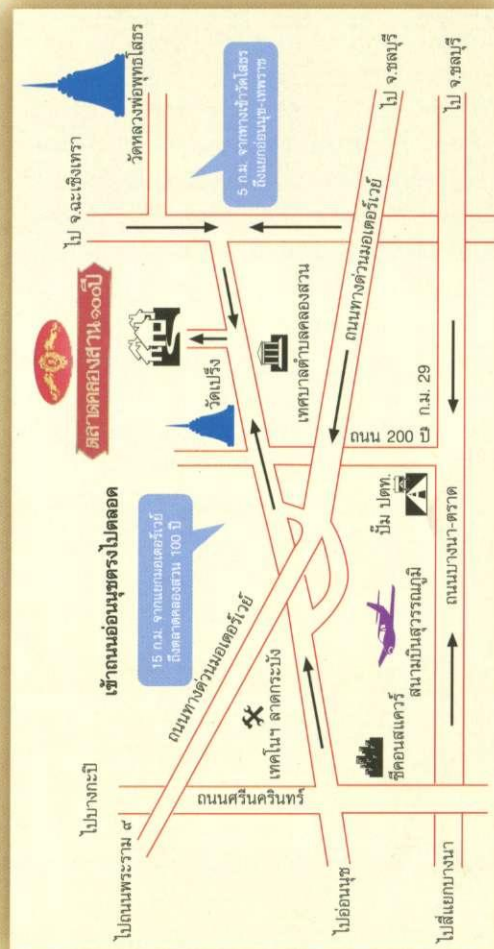 ตลาดคลองสวน๑๐๐ปี
เข้าถนนอ่อนนุชตรงไปตลอด
ไปบางกะปิ
ไปถนนพระราม ๙
ไป จ.ฉะเชิงเทรา
วัดหลวงพ่อพุทธโสธร
5 ก.ม. จากทางเข้าวัดโสธร
ถึงแยกอ่อนนุช-เทพราช
15 ก.ม. จากแยกมอเตอร์เวย์
ถึงตลาดคลองสวน 100 ปี
วัดเปร็ง
เทศบาลตำบลคลองสวน
ถนนทางด่วนมอเตอร์เวย์
ถนนทางด่วนมอเตอร์เวย์
ไป จ.ชลบุรี
ไป จ.ชลบุรี
เทคโนฯ ลาดกระบัง
ถนนศรีนครินทร์
ถนน 200 ปี
ก.ม. 29
ปั๊ม ปตท.
สนามบินสุวรรณภูมิ
ซีคอนสแควร์
ถนนบางนา-ตราด
ไปอ่อนนุช
ไปสี่แยกบางนา